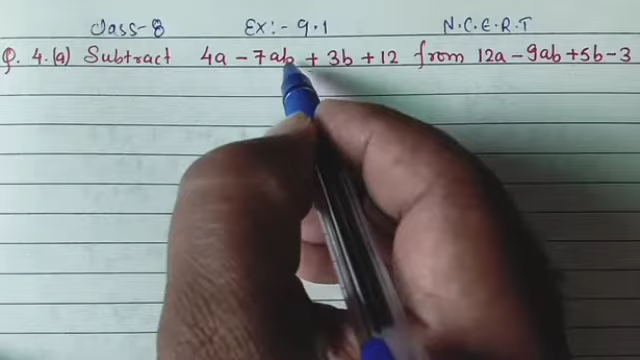 Class-8 Ex:- 9.1 N.C.E.R.T
Q. 4.(a) Subtract 4a - 7ab + 3b + 12 from 12a - 9ab + 5b - 3